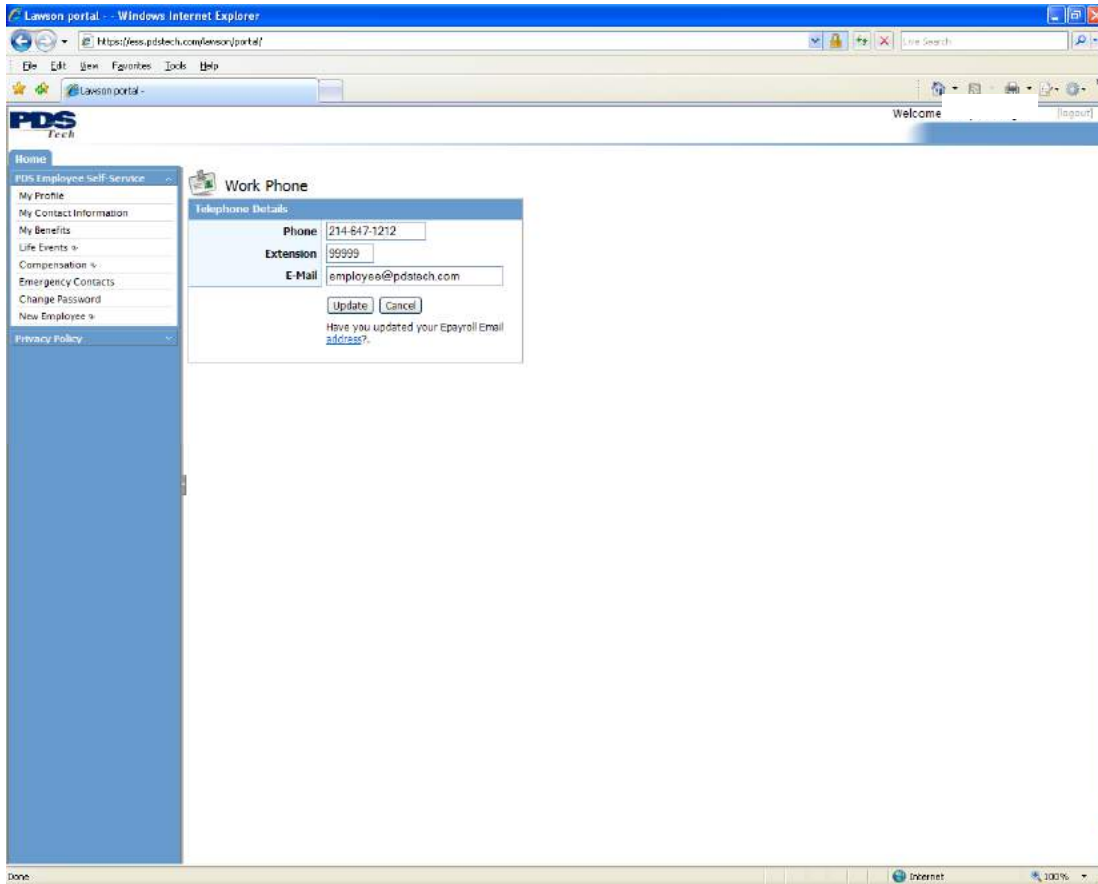 Lawson portal - - Windows Internet Explorer
https://ess.pdstech.com/lawson/portal/
Live Search
File Edit View Favorites Tools Help
Lawson portal -
PDS
Tech
Welcome
[logout]
Home
PDS Employee Self-Service
My Profile
My Contact Information
My Benefits
Life Events
Compensation
Emergency Contacts
Change Password
New Employee
Privacy Policy
Work Phone
Telephone Details
Phone 214-647-1212
Extension 99999
E-Mail employee@pdstech.com
Update Cancel
Have you updated your Epayroll Email
address?.
Done
Internet
100%